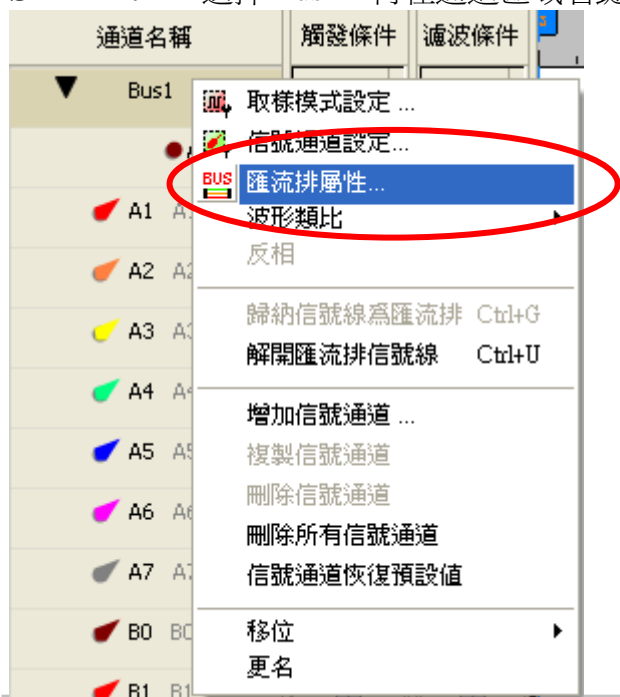 通道名稱 觸發條件 濾波條件
Bus1
取樣模式設定 ...
信號通道設定...
BUS 匯流排屬性...
A1 波形類比
反相
A2
歸納信號線為匯流排 Ctrl+G
A3
解開匯流排信號線 Ctrl+U
A4
增加信號通道 ...
A5 A5 複製信號通道
刪除信號通道
A6
刪除所有信號通道
A7
信號通道恢復預設值
B0 移位
更名
B1 B1